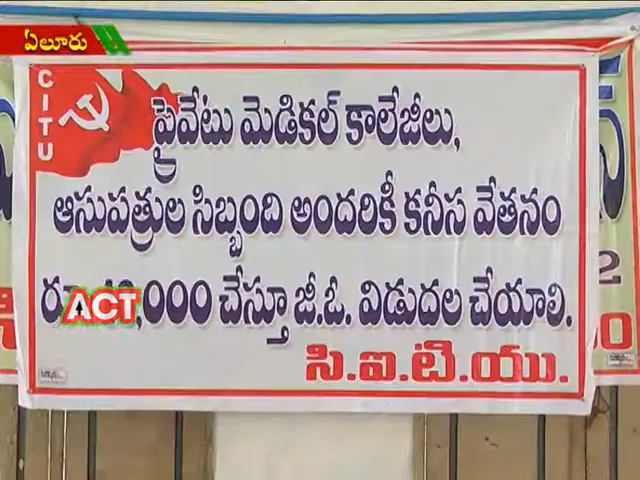 ఏలూరు
CITU
ప్రైవేటు మెడికల్ కాలేజీలు,
ఆసుపత్రుల సిబ్బంది అందరికీ కనీస వేతనం
రూ ,000 చేస్తూ జీ.ఓ. విడుదల చేయాలి.
ACT
సి.ఐ.టి.యు.